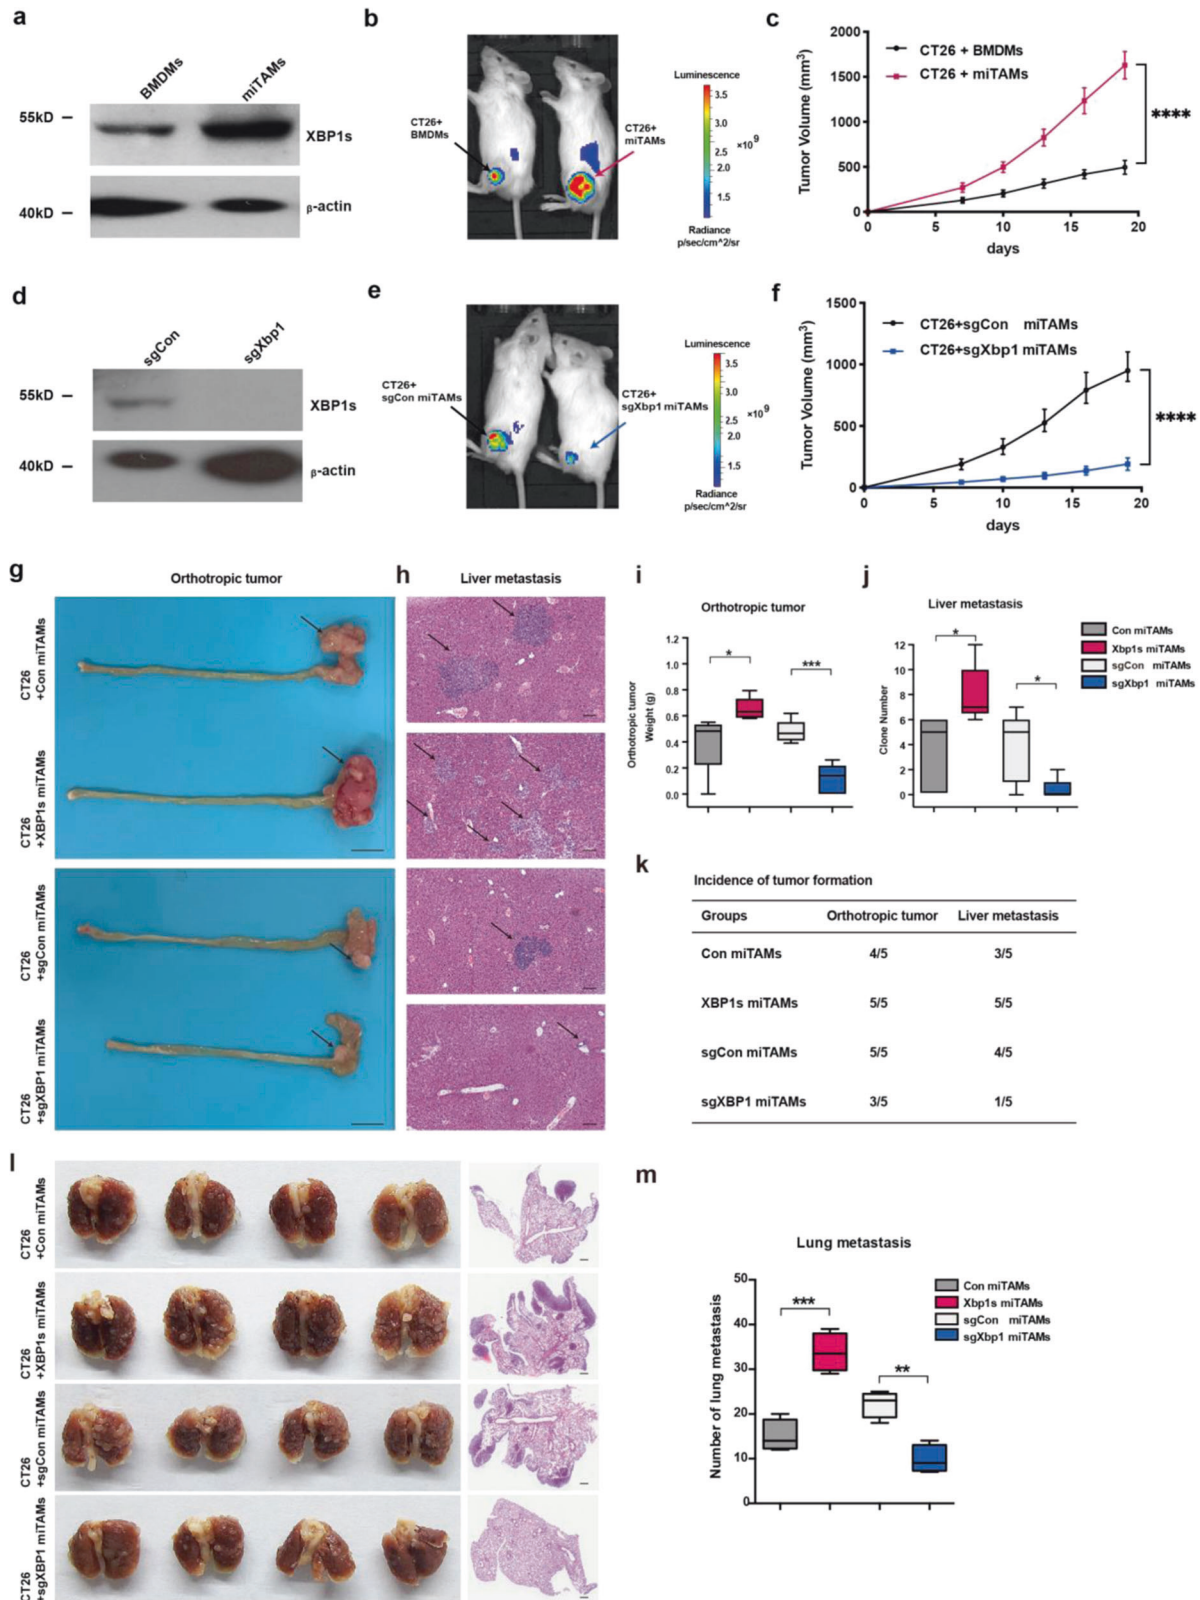 a
BMDMs
miTAMs
55kD
XBP1s
40kD
β-actin
b
CT26+
BMDMs
CT26+
miTAMs
Luminescence
3.5
3.0
2.5
2.0
1.5
×10⁹
Radiance
p/sec/cm^2/sr
c
CT26 + BMDMs
CT26 + miTAMs
Tumor Volume (mm³)
2000
1500
1000
500
0
0 5 10 15 20
days
****
d
sgCon
sgXbp1
55kD
XBP1s
40kD
β-actin
e
CT26+
sgCon miTAMs
CT26+
sgXbp1 miTAMs
Luminescence
3.5
3.0
2.5
2.0
1.5
×10⁹
Radiance
p/sec/cm^2/sr
f
CT26+sgCon miTAMs
CT26+sgXbp1 miTAMs
Tumor Volume (mm³)
1500
1000
500
0
0 5 10 15 20
days
****
g
Orthotropic tumor
CT26
+Con miTAMs
CT26
+XBP1s miTAMs
CT26
+sgCon miTAMs
CT26
+sgXBP1 miTAMs
h
Liver metastasis
i
Orthotropic tumor
Orthotropic tumor
Weight (g)
1.2
1.0
0.8
0.6
0.4
0.2
0.0
*
***
j
Liver metastasis
Clone Number
12
10
8
6
4
2
0
*
*
Con miTAMs
Xbp1s miTAMs
sgCon miTAMs
sgXbp1 miTAMs
k
Incidence of tumor formation
Groups Orthotropic tumor Liver metastasis
Con miTAMs 4/5 3/5
XBP1s miTAMs 5/5 5/5
sgCon miTAMs 5/5 4/5
sgXBP1 miTAMs 3/5 1/5
l
CT26
+Con miTAMs
CT26
+XBP1s miTAMs
CT26
+sgCon miTAMs
CT26
+sgXBP1 miTAMs
m
Lung metastasis
Number of lung metastasis
50
40
30
20
10
0
***
**
Con miTAMs
Xbp1s miTAMs
sgCon miTAMs
sgXbp1 miTAMs